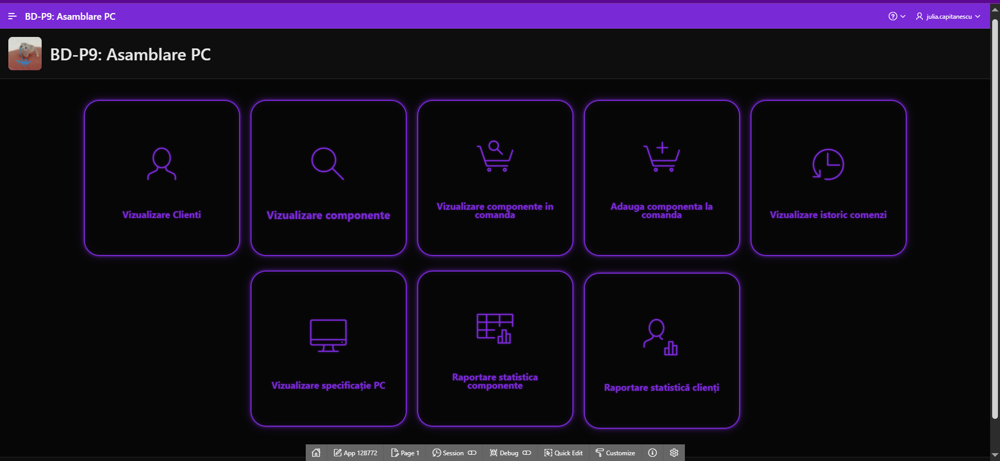 BD-P9: Asamblare PC
julia.capitanescu
BD-P9: Asamblare PC
Vizualizare Clienti
Vizualizare componente
Vizualizare componente in
comanda
Adauga componenta la
comanda
Vizualizare istoric comenzi
Vizualizare specificație PC
Raportare statistica
componente
Raportare statistică clienți
App 128772
Page 1
Session
Debug
Quick Edit
Customize